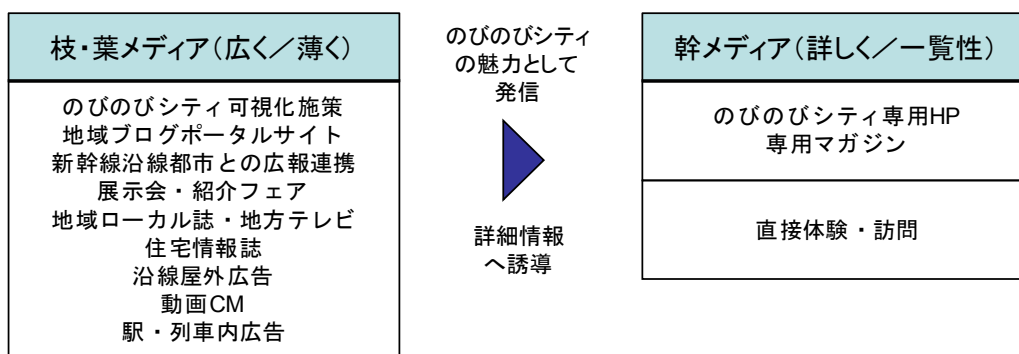 枝・葉メディア（広く／薄く）
のびのびシティ可視化施策
地域ブログポータルサイト
新幹線沿線都市との広報連携
展示会・紹介フェア
地域ローカル誌・地方テレビ
住宅情報誌
沿線屋外広告
動画CM
駅・列車内広告
のびのびシティ
の魅力として
発信
詳細情報
へ誘導
幹メディア（詳しく／一覧性）
のびのびシティ専用HP
専用マガジン
直接体験・訪問